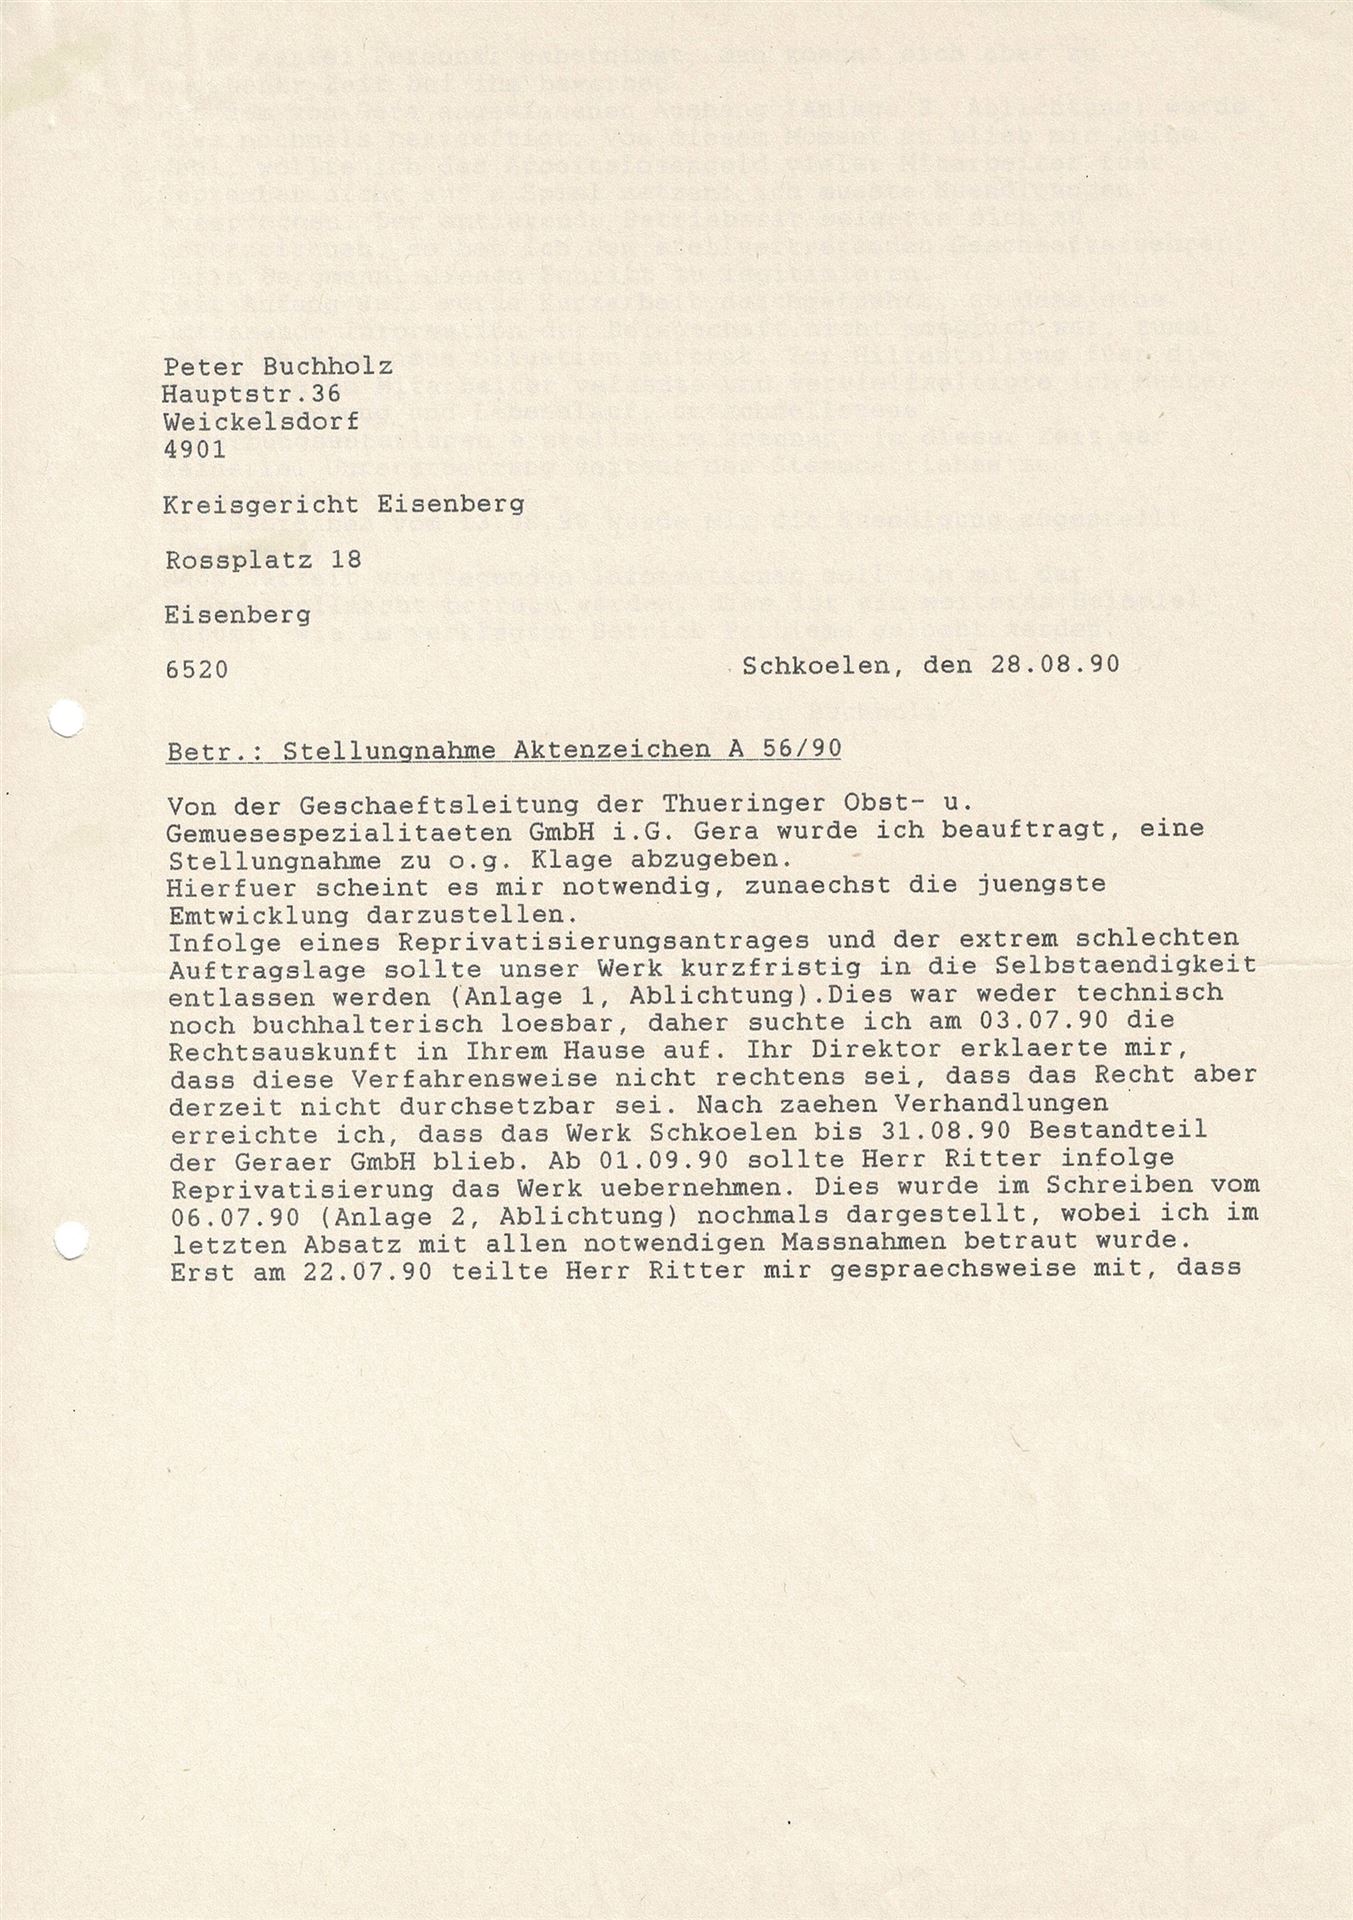 Peter Buchholz
Hauptstr.36
Weickelsdorf
4901
Kreisgericht Eisenberg
Rossplatz 18
Eisenberg
6520
Schkoelen, den 28.08.90
Betr.: Stellungnahme Aktenzeichen A 56/90
Von der Geschaeftsleitung der Thueringer Obst- u.
Gemuesespezialitaeten GmbH i.G. Gera wurde ich beauftragt, eine
Stellungnahme zu o.g. Klage abzugeben.
Hierfuer scheint es mir notwendig, zunaechst die juengste
Emtwicklung darzustellen.
Infolge eines Reprivatisierungsantrages und der extrem schlechten
Auftragslage sollte unser Werk kurzfristig in die Selbstaendigkeit
entlassen werden (Anlage 1, Ablichtung).Dies war weder technisch
noch buchhalterisch loesbar, daher suchte ich am 03.07.90 die
Rechtsauskunft in Ihrem Hause auf. Ihr Direktor erklaerte mir,
dass diese Verfahrensweise nicht rechtens sei, dass das Recht aber
derzeit nicht durchsetzbar sei. Nach zaehen Verhandlungen
erreichte ich, dass das Werk Schkoelen bis 31.08.90 Bestandteil
der Geraer GmbH blieb. Ab 01.09.90 sollte Herr Ritter infolge
Reprivatisierung das Werk uebernehmen. Dies wurde im Schreiben vom
06.07.90 (Anlage 2, Ablichtung) nochmals dargestellt, wobei ich im
letzten Absatz mit allen notwendigen Massnahmen betraut wurde.
Erst am 22.07.90 teilte Herr Ritter mir gespraechsweise mit, dass